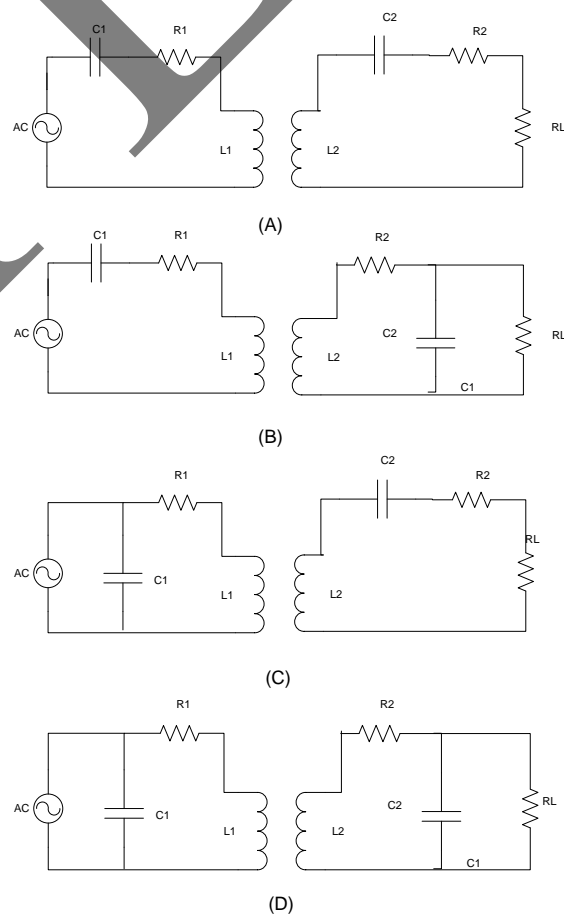 C1 R1 C2 R2
AC L1 L2 RL
(A)
C1 R1 R2
AC L1 L2 C2 RL
C1
(B)
R1 C2 R2
RL
AC C1 L1 L2
(C)
R1 R2
AC C1 L1 L2 C2 RL
C1
(D)